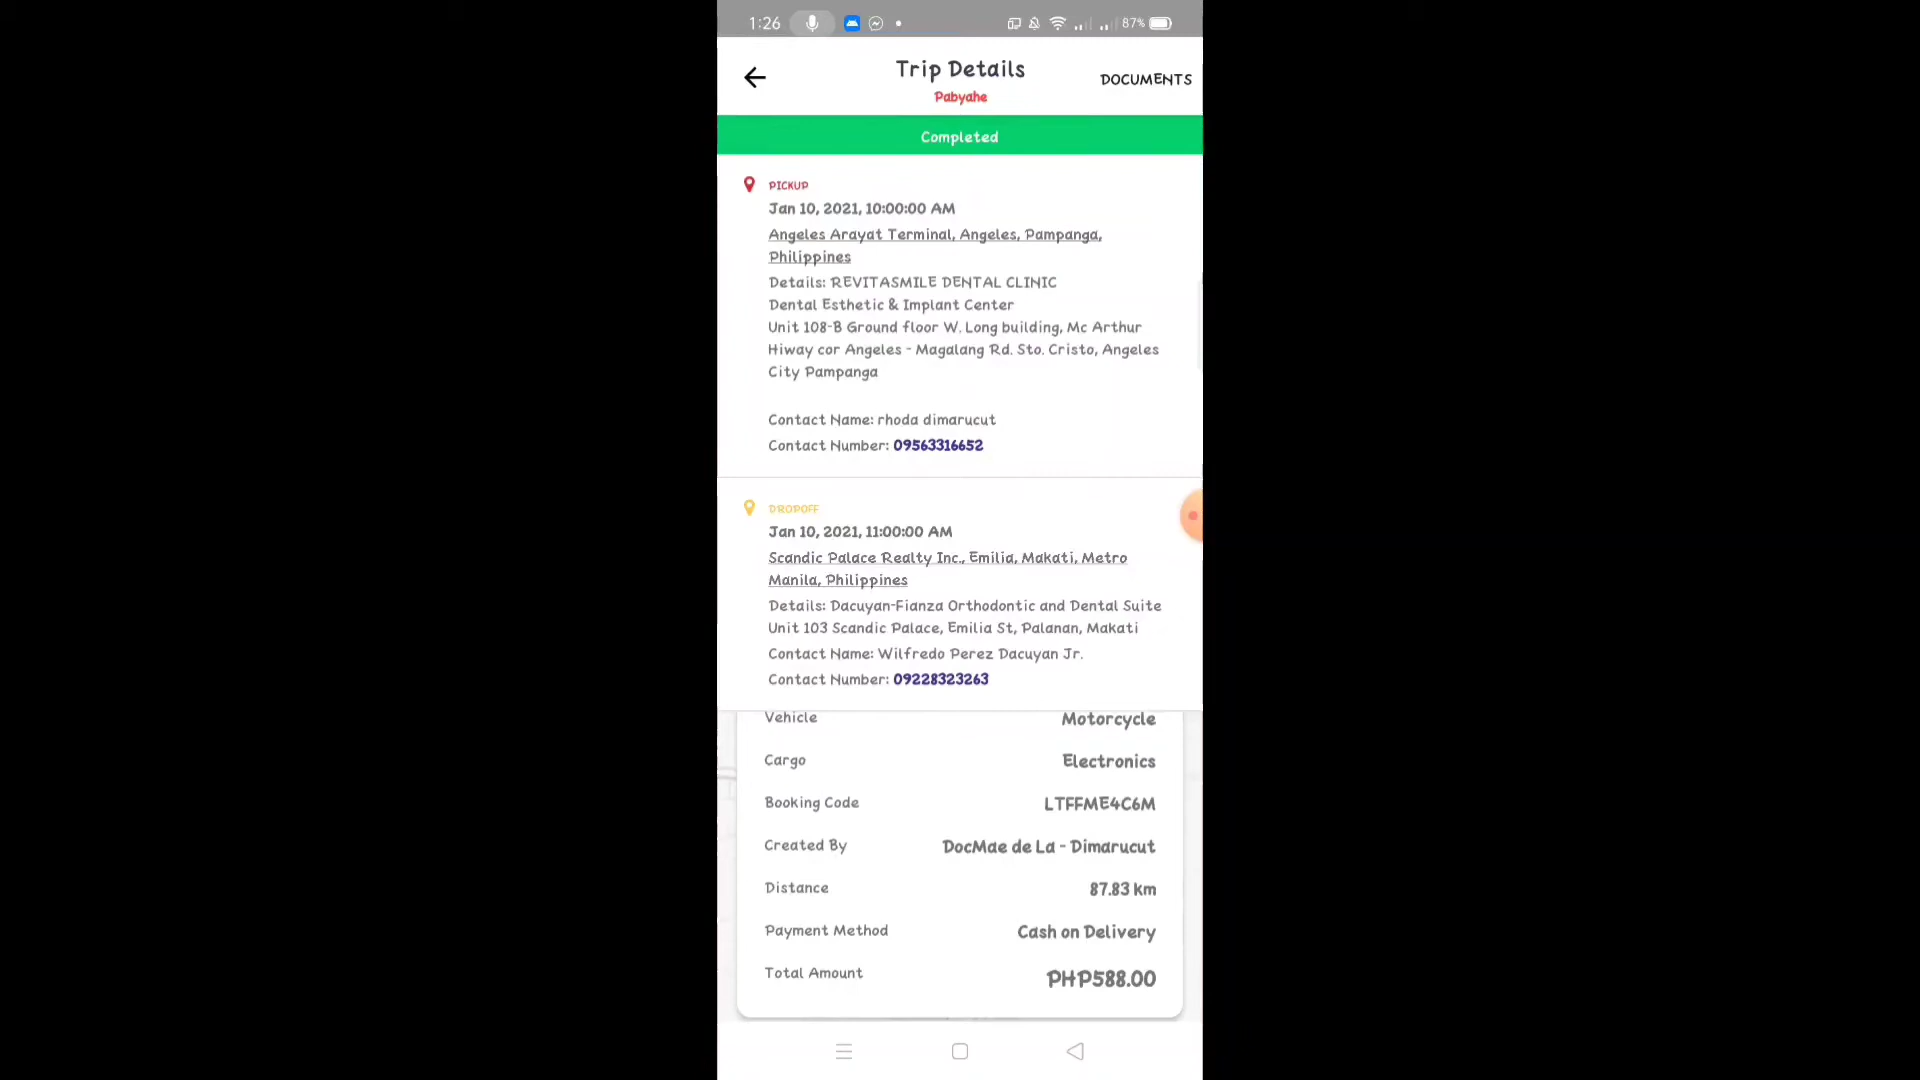 1:26
87%
Trip Details
DOCUMENTS
Pabyahe
Completed
PICKUP
Jan 10, 2021, 10:00:00 AM
Angeles Arayat Terminal, Angeles, Pampanga,
Philippines
Details: REVITASMILE DENTAL CLINIC
Dental Esthetic & Implant Center
Unit 108-B Ground floor W. Long building, Mc Arthur
Hiway cor Angeles - Magalang Rd. Sto. Cristo, Angeles
City Pampanga
Contact Name: rhoda dimarucut
Contact Number: 09563316652
DROPOFF
Jan 10, 2021, 11:00:00 AM
Scandic Palace Realty Inc., Emilia, Makati, Metro
Manila, Philippines
Details: Dacuyan-Fianza Orthodontic and Dental Suite
Unit 103 Scandic Palace, Emilia St, Palanan, Makati
Contact Name: Wilfredo Perez Dacuyan Jr.
Contact Number: 09228323263
Vehicle Motorcycle
Cargo Electronics
Booking Code LTFFME4C6M
Created By DocMae de La - Dimarucut
Distance 87.83 km
Payment Method Cash on Delivery
Total Amount PHP588.00